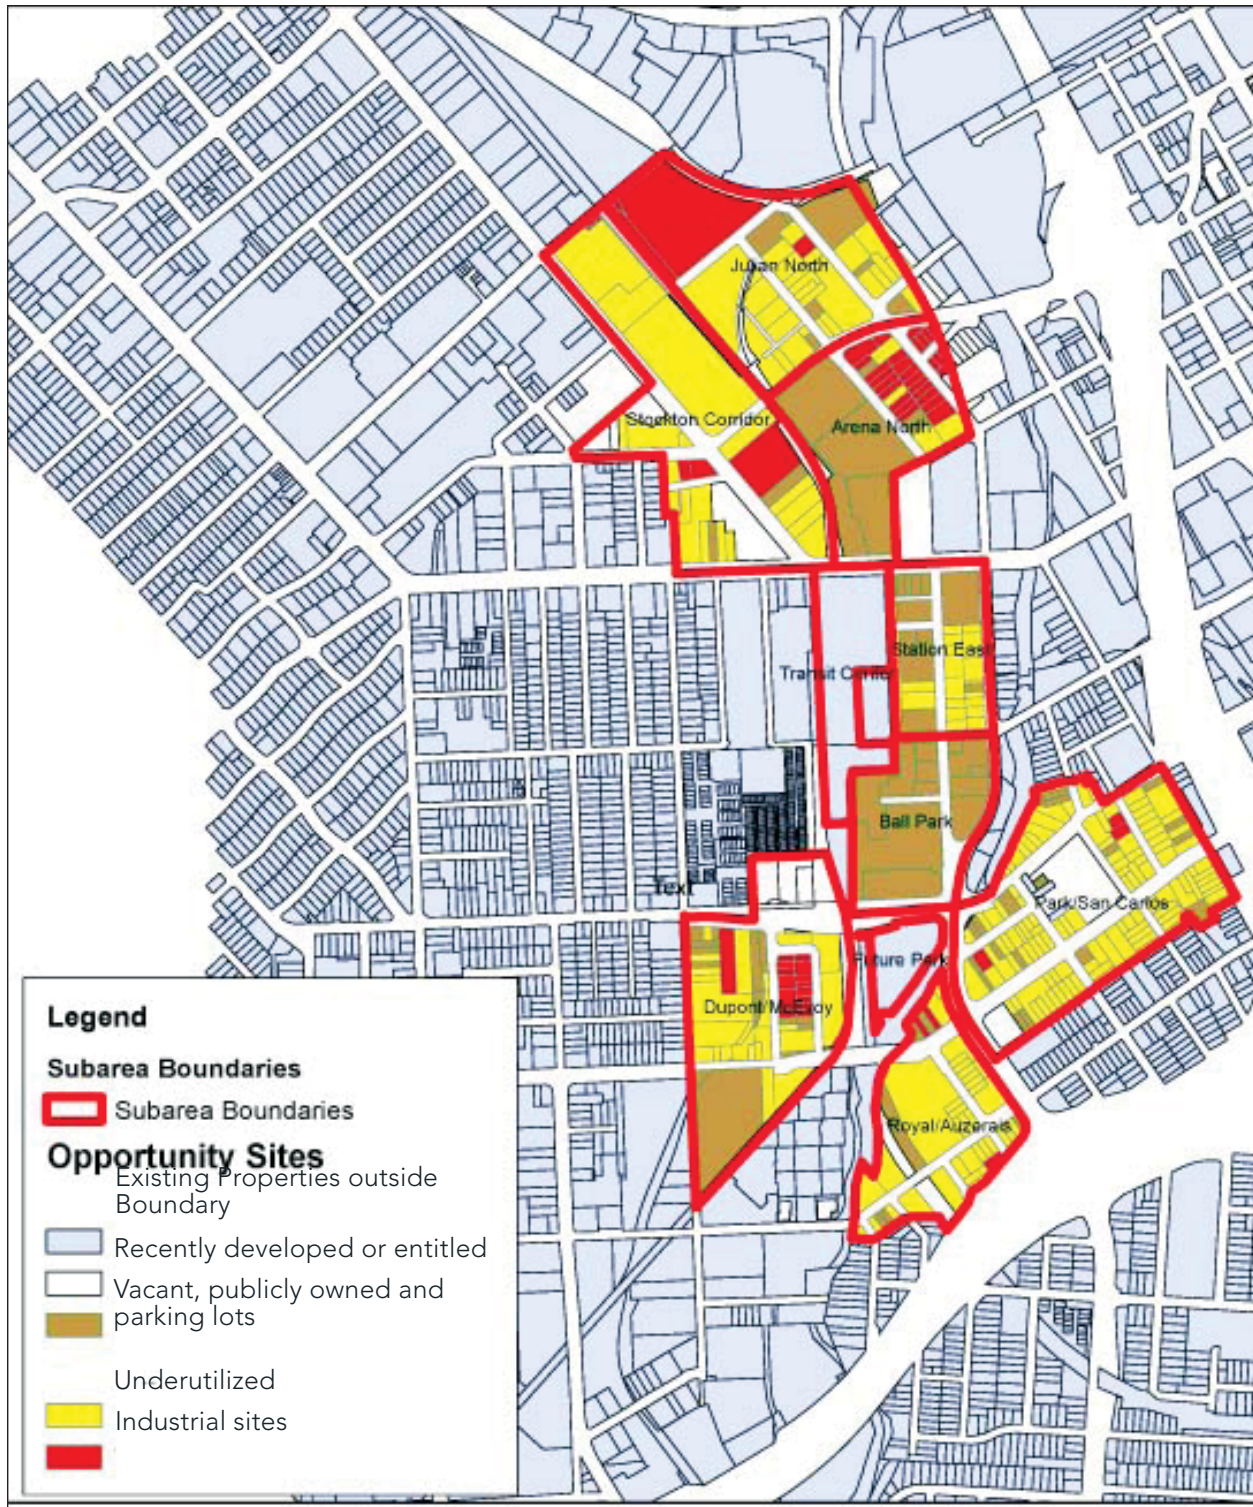 Julian North
Stockton Corridor
Arena North
Station East
Transit Center
Ball Park
Text
Park/San Carlos
Future Park
Dupont/McEvoy
Royal/Auzerais
Legend
Subarea Boundaries
Subarea Boundaries
Opportunity Sites
Existing Properties outside
Boundary
Recently developed or entitled
Vacant, publicly owned and
parking lots
Underutilized
Industrial sites